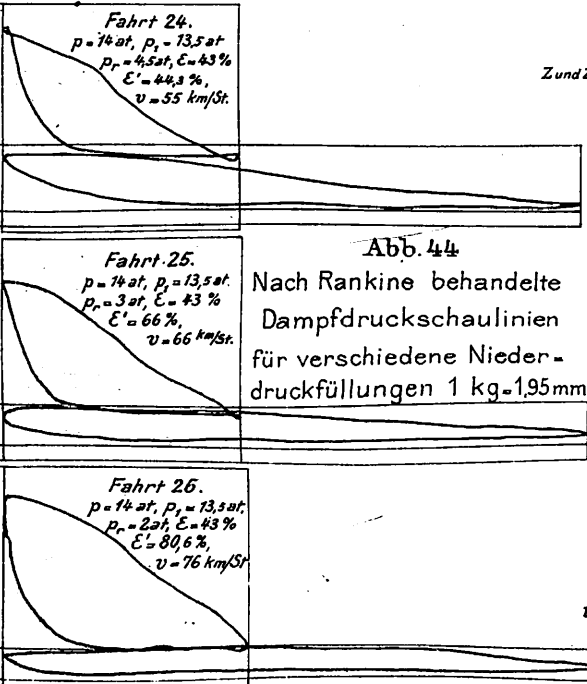 Fahrt 24.
p = 14 at, p₁ = 13,5 at
pᵣ = 4,5 at, ε = 43 %
ε' = 44,3 %,
v = 55 km/St.
Z und
Fahrt 25.
p = 14 at, p₁ = 13,5 at.
pᵣ = 3 at, ε = 43 %
ε' = 66 %,
v = 66 km/St.
Abb. 44
Nach Rankine behandelte
Dampfdruckschaulinien
für verschiedene Nieder=
druckfüllungen 1 kg = 1,95 mm
Fahrt 26.
p = 14 at, p₁ = 13,5 at,
pᵣ = 2 at, ε = 43 %
ε' = 80,6 %,
v = 76 km/St